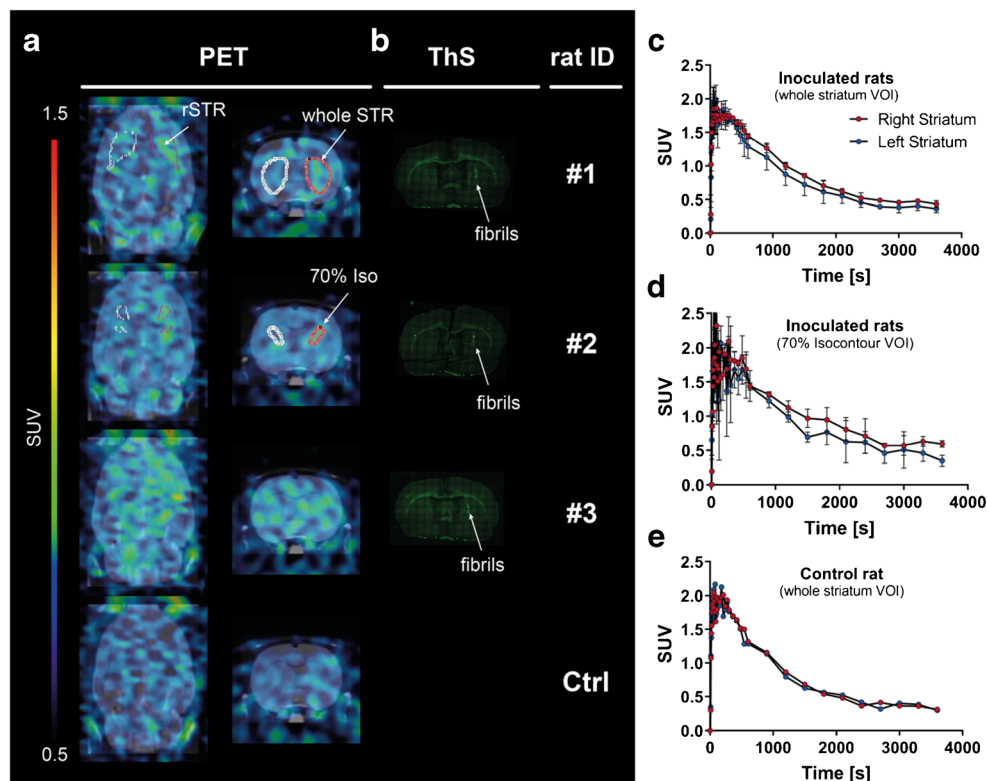 a
b
PET
ThS
rat ID
1.5
SUV
0.5
rSTR
whole STR
fibrils
#1
70% Iso
fibrils
#2
fibrils
#3
Ctrl
c
Inoculated rats
(whole striatum VOI)
Right Striatum
Left Striatum
SUV
2.5
2.0
1.5
1.0
0.5
0.0
0 1000 2000 3000 4000
Time [s]
d
Inoculated rats
(70% Isocontour VOI)
SUV
2.5
2.0
1.5
1.0
0.5
0.0
0 1000 2000 3000 4000
Time [s]
e
Control rat
(whole striatum VOI)
SUV
2.5
2.0
1.5
1.0
0.5
0.0
0 1000 2000 3000 4000
Time [s]